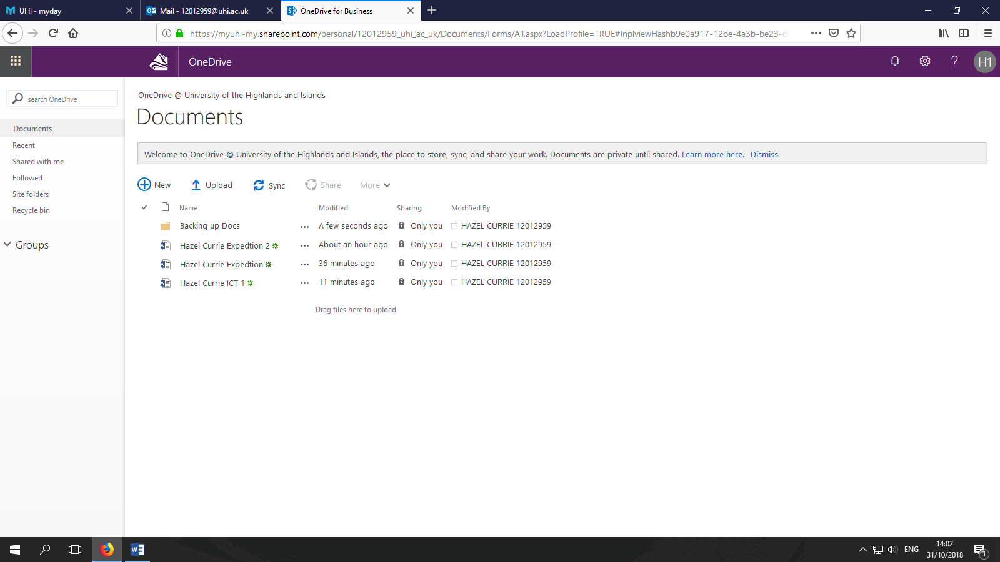 UHI - myday
Mail - 12012959@uhi.ac.uk
OneDrive for Business
https://myuhi-my.sharepoint.com/personal/12012959_uhi_ac_uk/Documents/Forms/All.aspx?LoadProfile=TRUE#InplviewHashb9e0a917-12be-4a3b-be23-
OneDrive
H1
search OneDrive
Documents
Recent
Shared with me
Followed
Site folders
Recycle bin
Groups
OneDrive @ University of the Highlands and Islands
Documents
Welcome to OneDrive @ University of the Highlands and Islands, the place to store, sync, and share your work. Documents are private until shared. Learn more here. Dismiss
New Upload Sync Share More
Name Modified Sharing Modified By
Backing up Docs ... A few seconds ago Only you HAZEL CURRIE 12012959
Hazel Currie Expedtion 2 ... About an hour ago Only you HAZEL CURRIE 12012959
Hazel Currie Expedtion ... 36 minutes ago Only you HAZEL CURRIE 12012959
Hazel Currie ICT 1 ... 11 minutes ago Only you HAZEL CURRIE 12012959
Drag files here to upload
ENG
14:02
31/10/2018
1